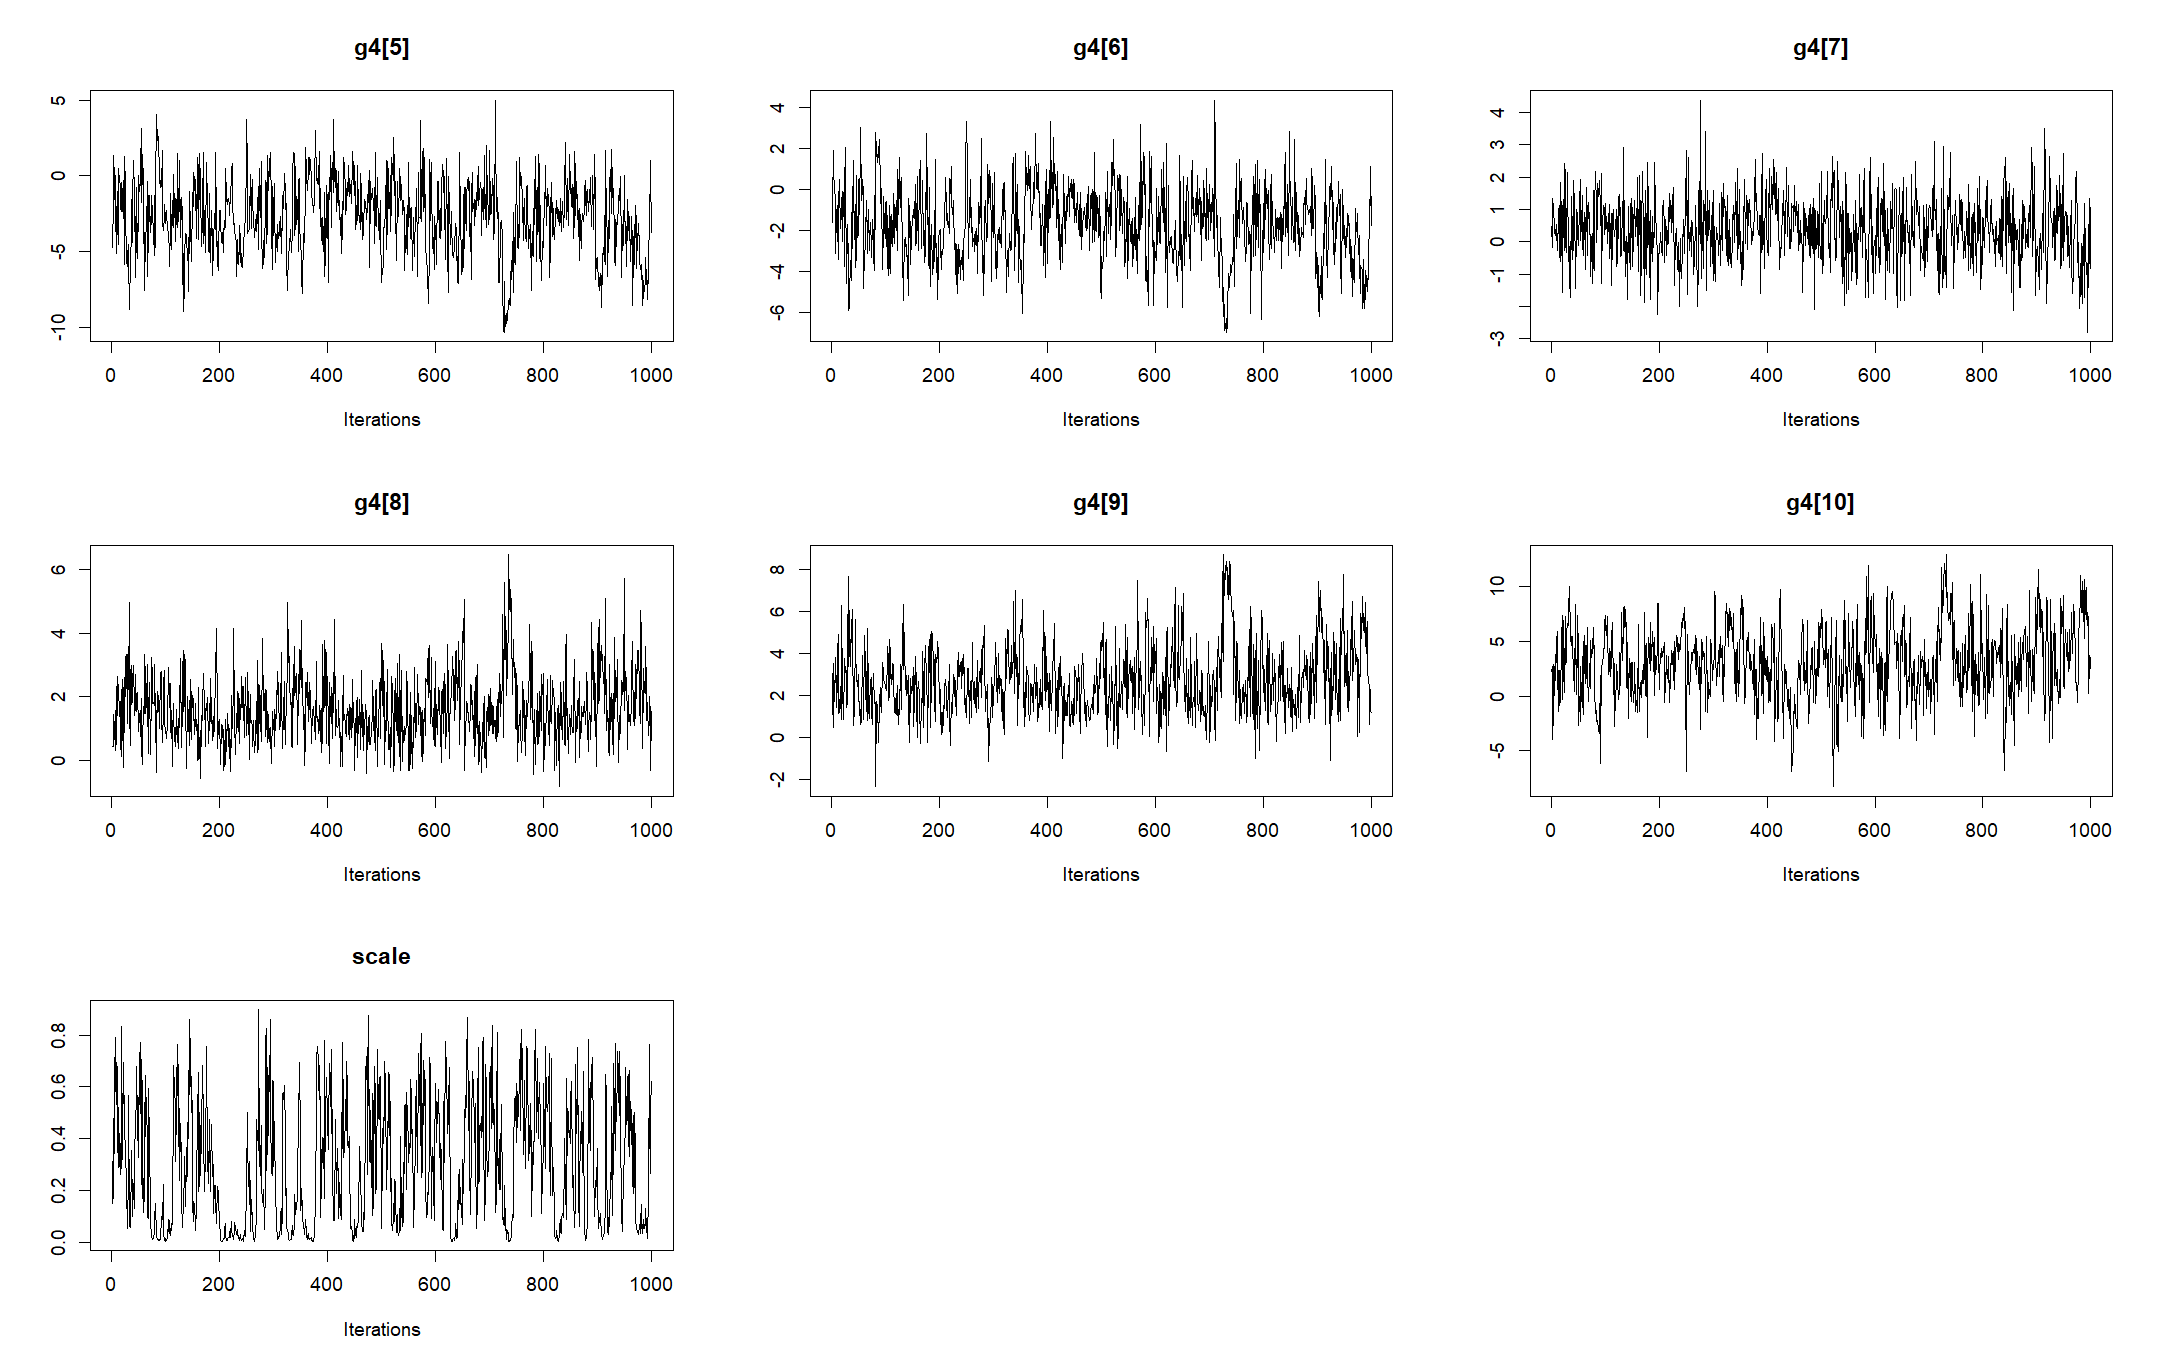 g4[5] g4[6] g4[7]
5 0 -5 -10
4 2 0 -2 -4 -6
4 3 2 1 0 -1 -3
0 200 400 600 800 1000 0 200 400 600 800 1000 0 200 400 600 800 1000
Iterations Iterations Iterations
g4[8] g4[9] g4[10]
6 4 2 0
8 6 4 2 0 -2
10 5 0 -5
0 200 400 600 800 1000 0 200 400 600 800 1000 0 200 400 600 800 1000
Iterations Iterations Iterations
scale
0.8 0.6 0.4 0.2 0.0
0 200 400 600 800 1000
Iterations